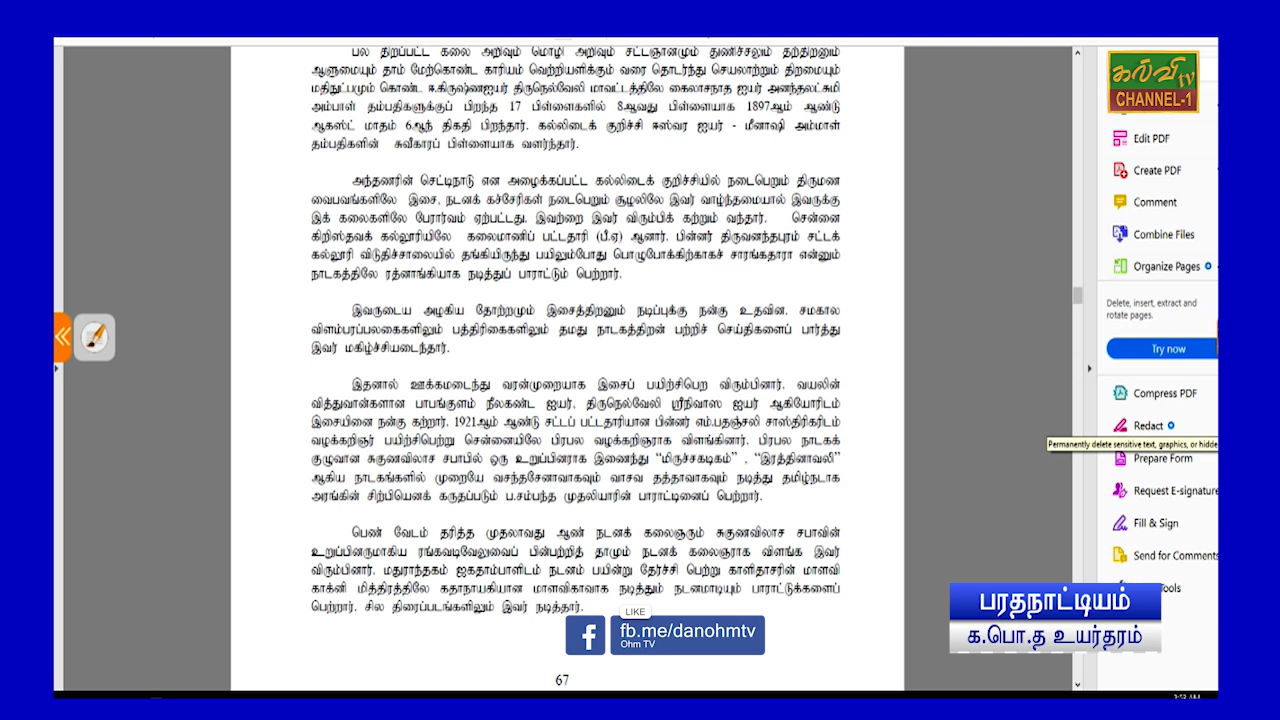 பல திறப்பட்ட கலை அறிவும் மொழி அறிவும் சட்டஞானமும் துணிச்சலும் தற்திறனும்
ஆளுமையும் தாம் மேற்கொண்ட காரியம் வெற்றியளிக்கும் வரை தொடர்ந்து செயலாற்றும் திறமையும்
மதிநுட்பமும் கொண்ட ஈ.கிருஷ்ணஐயர் திருநெல்வேலி மாவட்டத்திலே கைலாசநாத ஐயர் அனந்தலட்சுமி
அம்பாள் தம்பதிகளுக்குப் பிறந்த 17 பிள்ளைகளில் 8ஆவது பிள்ளையாக 1897ஆம் ஆண்டு
ஆகஸ்ட் மாதம் 6ஆந் திகதி பிறந்தார். கல்லிடைக் குறிச்சி ஈஸ்வர ஐயர் - மீனாஷி அம்மாள்
தம்பதிகளின் சுவீகாரப் பிள்ளையாக வளர்ந்தார்.
அந்தணரின் செட்டிநாடு என அழைக்கப்பட்ட கல்லிடைக் குறிச்சியில் நடைபெறும் திருமண
வைபவங்களிலே இசை, நடனக் கச்சேரிகள் நடைபெறும் சூழலிலே இவர் வாழ்ந்தமையால் இவருக்கு
இக் கலைகளிலே பேரார்வம் ஏற்பட்டது. இவற்றை இவர் விரும்பிக் கற்றும் வந்தார். சென்னை
கிறிஸ்தவக் கல்லூரியிலே கலைமாணிப் பட்டதாரி (பீ.ஏ) ஆனார். பின்னர் திருவனந்தபுரம் சட்டக்
கல்லூரி விடுதிச்சாலையில் தங்கியிருந்து பயிலும்போது பொழுபோக்கிற்காகச் சாரங்கதாரா என்னும்
நாடகத்திலே ரத்னாங்கியாக நடித்துப் பாராட்டும் பெற்றார்.
இவருடைய அழகிய தோற்றமும் இசைத்திறனும் நடிப்புக்கு நன்கு உதவின. சமகால
விளம்பரப்பலகைகளிலும் பத்திரிகைகளிலும் தமது நாடகத்திறன் பற்றிச் செய்திகளைப் பார்த்து
இவர் மகிழ்ச்சியடைந்தார்.
இதனால் ஊக்கமடைந்து வரன்முறையாக இசைப் பயிற்சிபெற விரும்பினார். வயலின்
வித்துவான்களான பாபங்குளம் நீலகண்ட ஐயர், திருநெல்வேலி ஸ்ரீநிவாஸ ஐயர் ஆகியோரிடம்
இசையினை நன்கு கற்றார். 1921ஆம் ஆண்டு சட்டப் பட்டதாரியான பின்னர் எம்.பதஞ்சலி சாஸ்திரிகரிடம்
வழக்கறிஞர் பயிற்சிபெற்று சென்னையிலே பிரபல வழக்கறிஞராக விளங்கினார். பிரபல நாடகக்
குழுவான சுகுணவிலாச சபாபில் ஒரு உறுப்பினராக இணைந்து “மிருச்சகடிகம்” , “இரத்தினாவலி”
ஆகிய நாடகங்களில் முறையே வசந்தசேனாவாகவும் வாசவ தத்தாவாகவும் நடித்து தமிழ்நடாக
அரங்கின் சிற்பியெனக் கருதப்படும் ப.சம்பந்த முதலியாரின் பாராட்டினைப் பெற்றார்.
பெண் வேடம் தரித்த முதலாவது ஆண் நடனக் கலைஞரும் சுகுணவிலாச சபாவின்
உறுப்பினருமாகிய ரங்கவடிவேலுவைப் பின்பற்றித் தாமும் நடனக் கலைஞராக விளங்க இவர்
விரும்பினார். மதுராந்தகம் ஜகதாம்பாளிடம் நடனம் பயின்று தேர்ச்சி பெற்று காளிதாசரின் மாளவி
காக்னி மித்திரத்திலே கதாநாயகியான மாளவிகாவாக நடித்தும் நடனமாடியும் பாராட்டுக்களைப்
பெற்றார். சில திரைப்படங்களிலும் இவர் நடித்தார்.
67
LIKE
fb.me/danohmtv
Ohm TV
கல்வி tv
CHANNEL-1
Edit PDF
Create PDF
Comment
Combine Files
Organize Pages
Delete, insert, extract and
rotate pages.
Try now
Compress PDF
Redact
Permanently delete sensitive text, graphics, or hidde
Prepare Form
Request E-signature
Fill & Sign
Send for Comments
ools
பரதநாட்டியம்
க.பொ.த உயர்தரம்